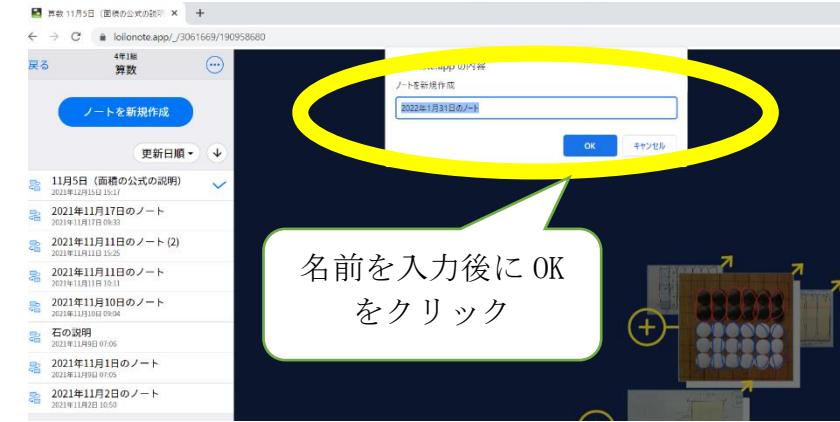 算数 11月5日（面積の公式の説明
loilonote.app/_/3061669/190958680
戻る
4年1組
算数
ノートを新規作成
更新日順
11月5日（面積の公式の説明）
2021年12月15日 15:17
2021年11月17日のノート
2021年11月17日 09:33
2021年11月11日のノート (2)
2021年11月11日 15:25
2021年11月11日のノート
2021年11月11日 10:11
2021年11月10日のノート
2021年11月10日 09:04
石の説明
2021年11月9日 07:06
2021年11月1日のノート
2021年11月9日 07:05
2021年11月2日のノート
2021年11月2日 10:50
の内容
ノートを新規作成
2022年1月31日のノート
OK
キャンセル
名前を入力後に OK
をクリック